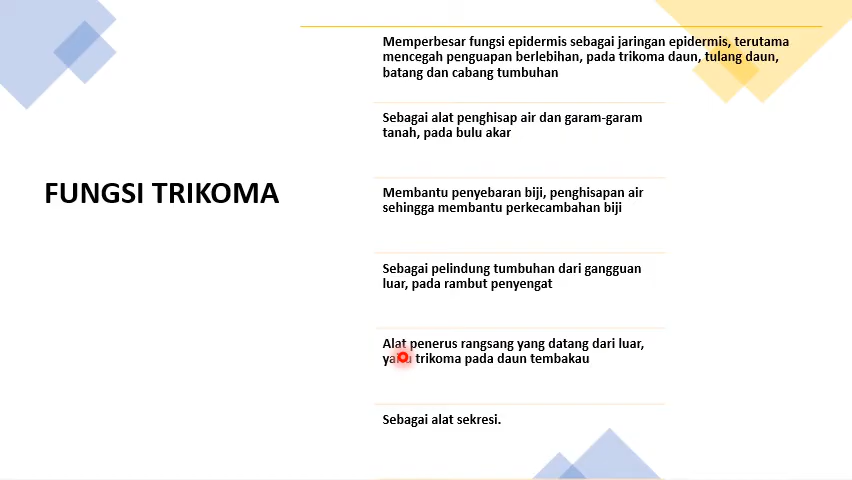 FUNGSI TRIKOMA
Memperbesar fungsi epidermis sebagai jaringan epidermis, terutama
mencegah penguapan berlebihan, pada trikoma daun, tulang daun,
batang dan cabang tumbuhan
Sebagai alat penghisap air dan garam-garam
tanah, pada bulu akar
Membantu penyebaran biji, penghisapan air
sehingga membantu perkecambahan biji
Sebagai pelindung tumbuhan dari gangguan
luar, pada rambut penyengat
Alat penerus rangsang yang datang dari luar,
trikoma pada daun tembakau
Sebagai alat sekresi.